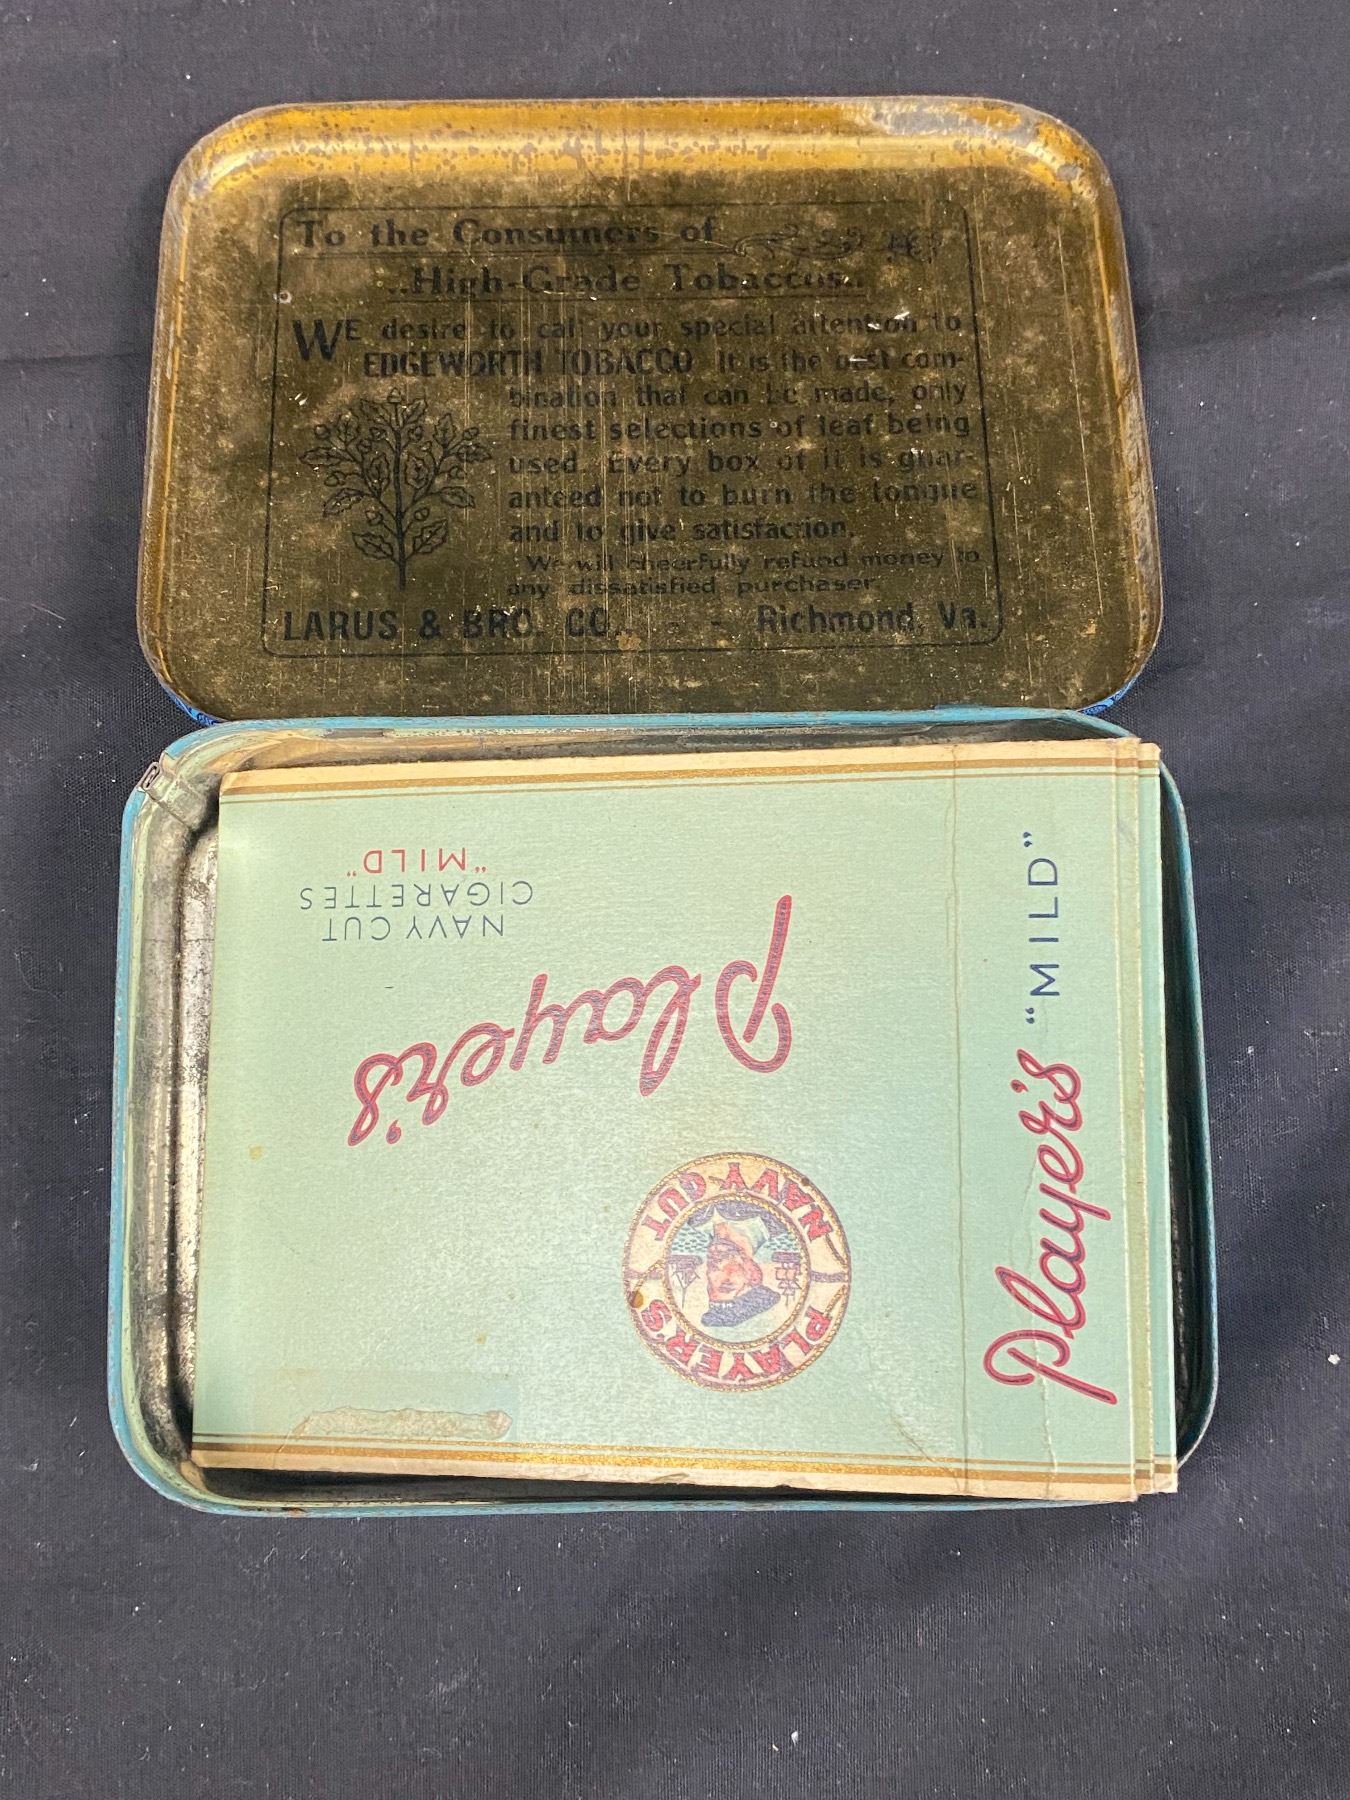 To the Consumers of
..High-Grade Tobaccos..
WE desire to call your special attention to
EDGEWORTH TOBACCO. It is the best com-
bination that can be made, only
finest selections of leaf being
used. Every box of it is guar-
anteed not to burn the tongue
and to give satisfaction.
We will cheerfully refund money to
any dissatisfied purchaser.
LARUS & BRO. CO., - - Richmond, Va.
Player's
NAVY CUT
CIGARETTES
"MILD"
PLAYER'S
NAVY CUT
Player's "MILD"